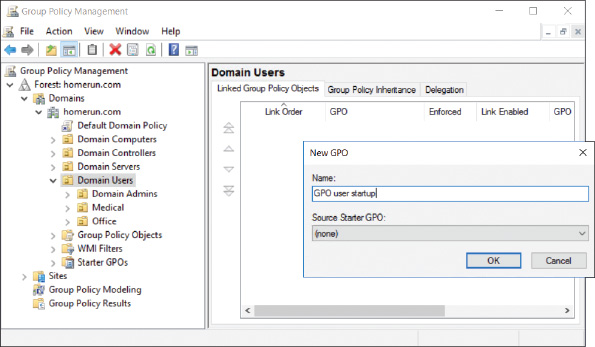 Group Policy Management
File Action View Window Help
Group Policy Management
Forest: homerun.com
Domains
homerun.com
Default Domain Policy
Domain Computers
Domain Controllers
Domain Servers
Domain Users
Domain Admins
Medical
Office
Group Policy Objects
WMI Filters
Starter GPOs
Sites
Group Policy Modeling
Group Policy Results
Domain Users
Linked Group Policy Objects Group Policy Inheritance Delegation
Link Order GPO Enforced Link Enabled GPO
New GPO
Name:
GPO user startup
Source Starter GPO:
(none)
OK Cancel